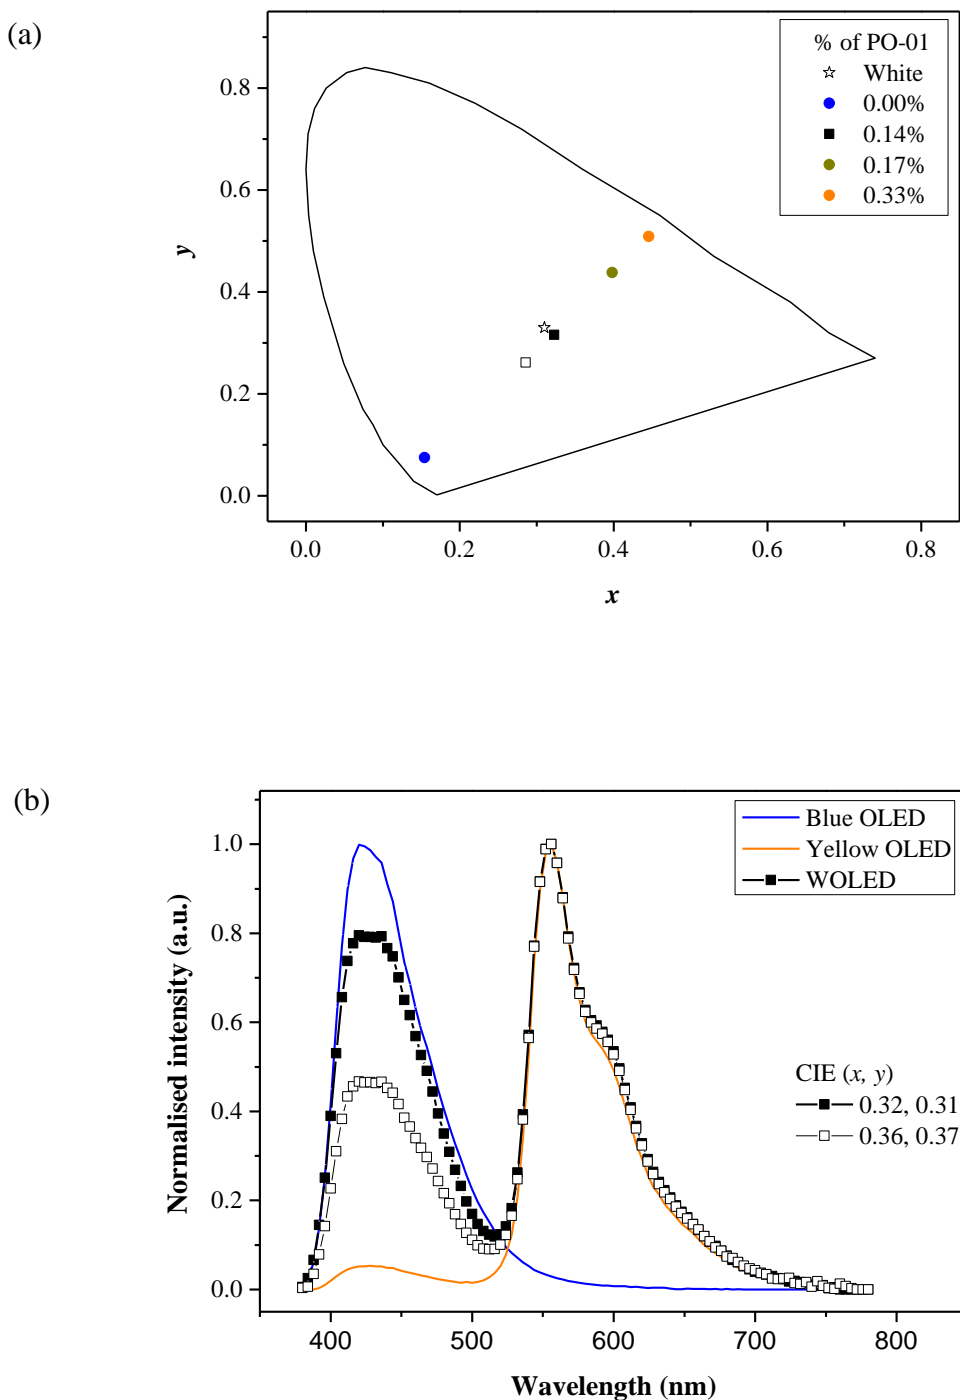 (a)
% of PO-01
White
0.00%
0.14%
0.17%
0.33%
0.8
0.6
0.4
0.2
0.0
y
0.0 0.2 0.4 0.6 0.8
x
(b)
Blue OLED
Yellow OLED
WOLED
CIE (x, y)
0.32, 0.31
0.36, 0.37
1.0
0.8
0.6
0.4
0.2
0.0
Normalised intensity (a.u.)
400 500 600 700 800
Wavelength (nm)